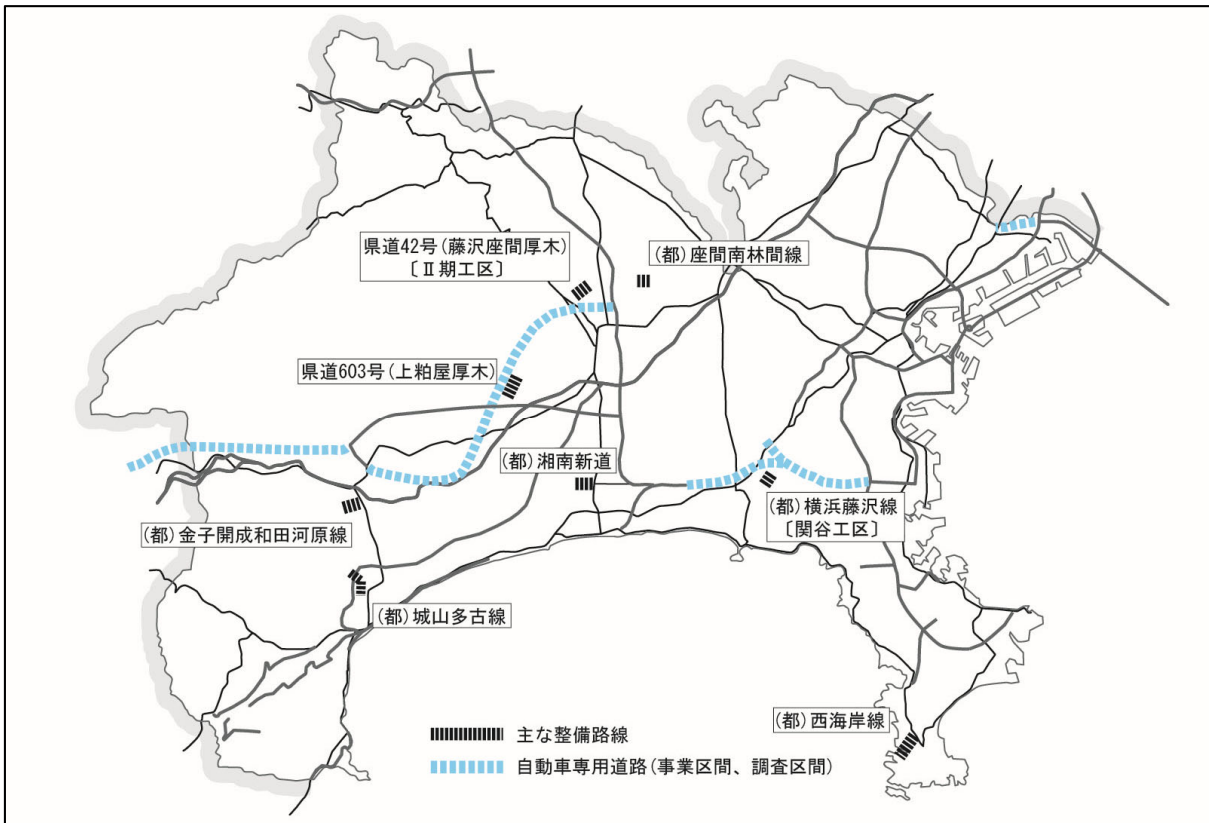 県道42号(藤沢座間厚木)
〔Ⅱ期工区〕
(都)座間南林間線
県道603号(上粕屋厚木)
(都)湘南新道
(都)横浜藤沢線
〔関谷工区〕
(都)金子開成和田河原線
(都)城山多古線
(都)西海岸線
主な整備路線
自動車専用道路(事業区間、調査区間)